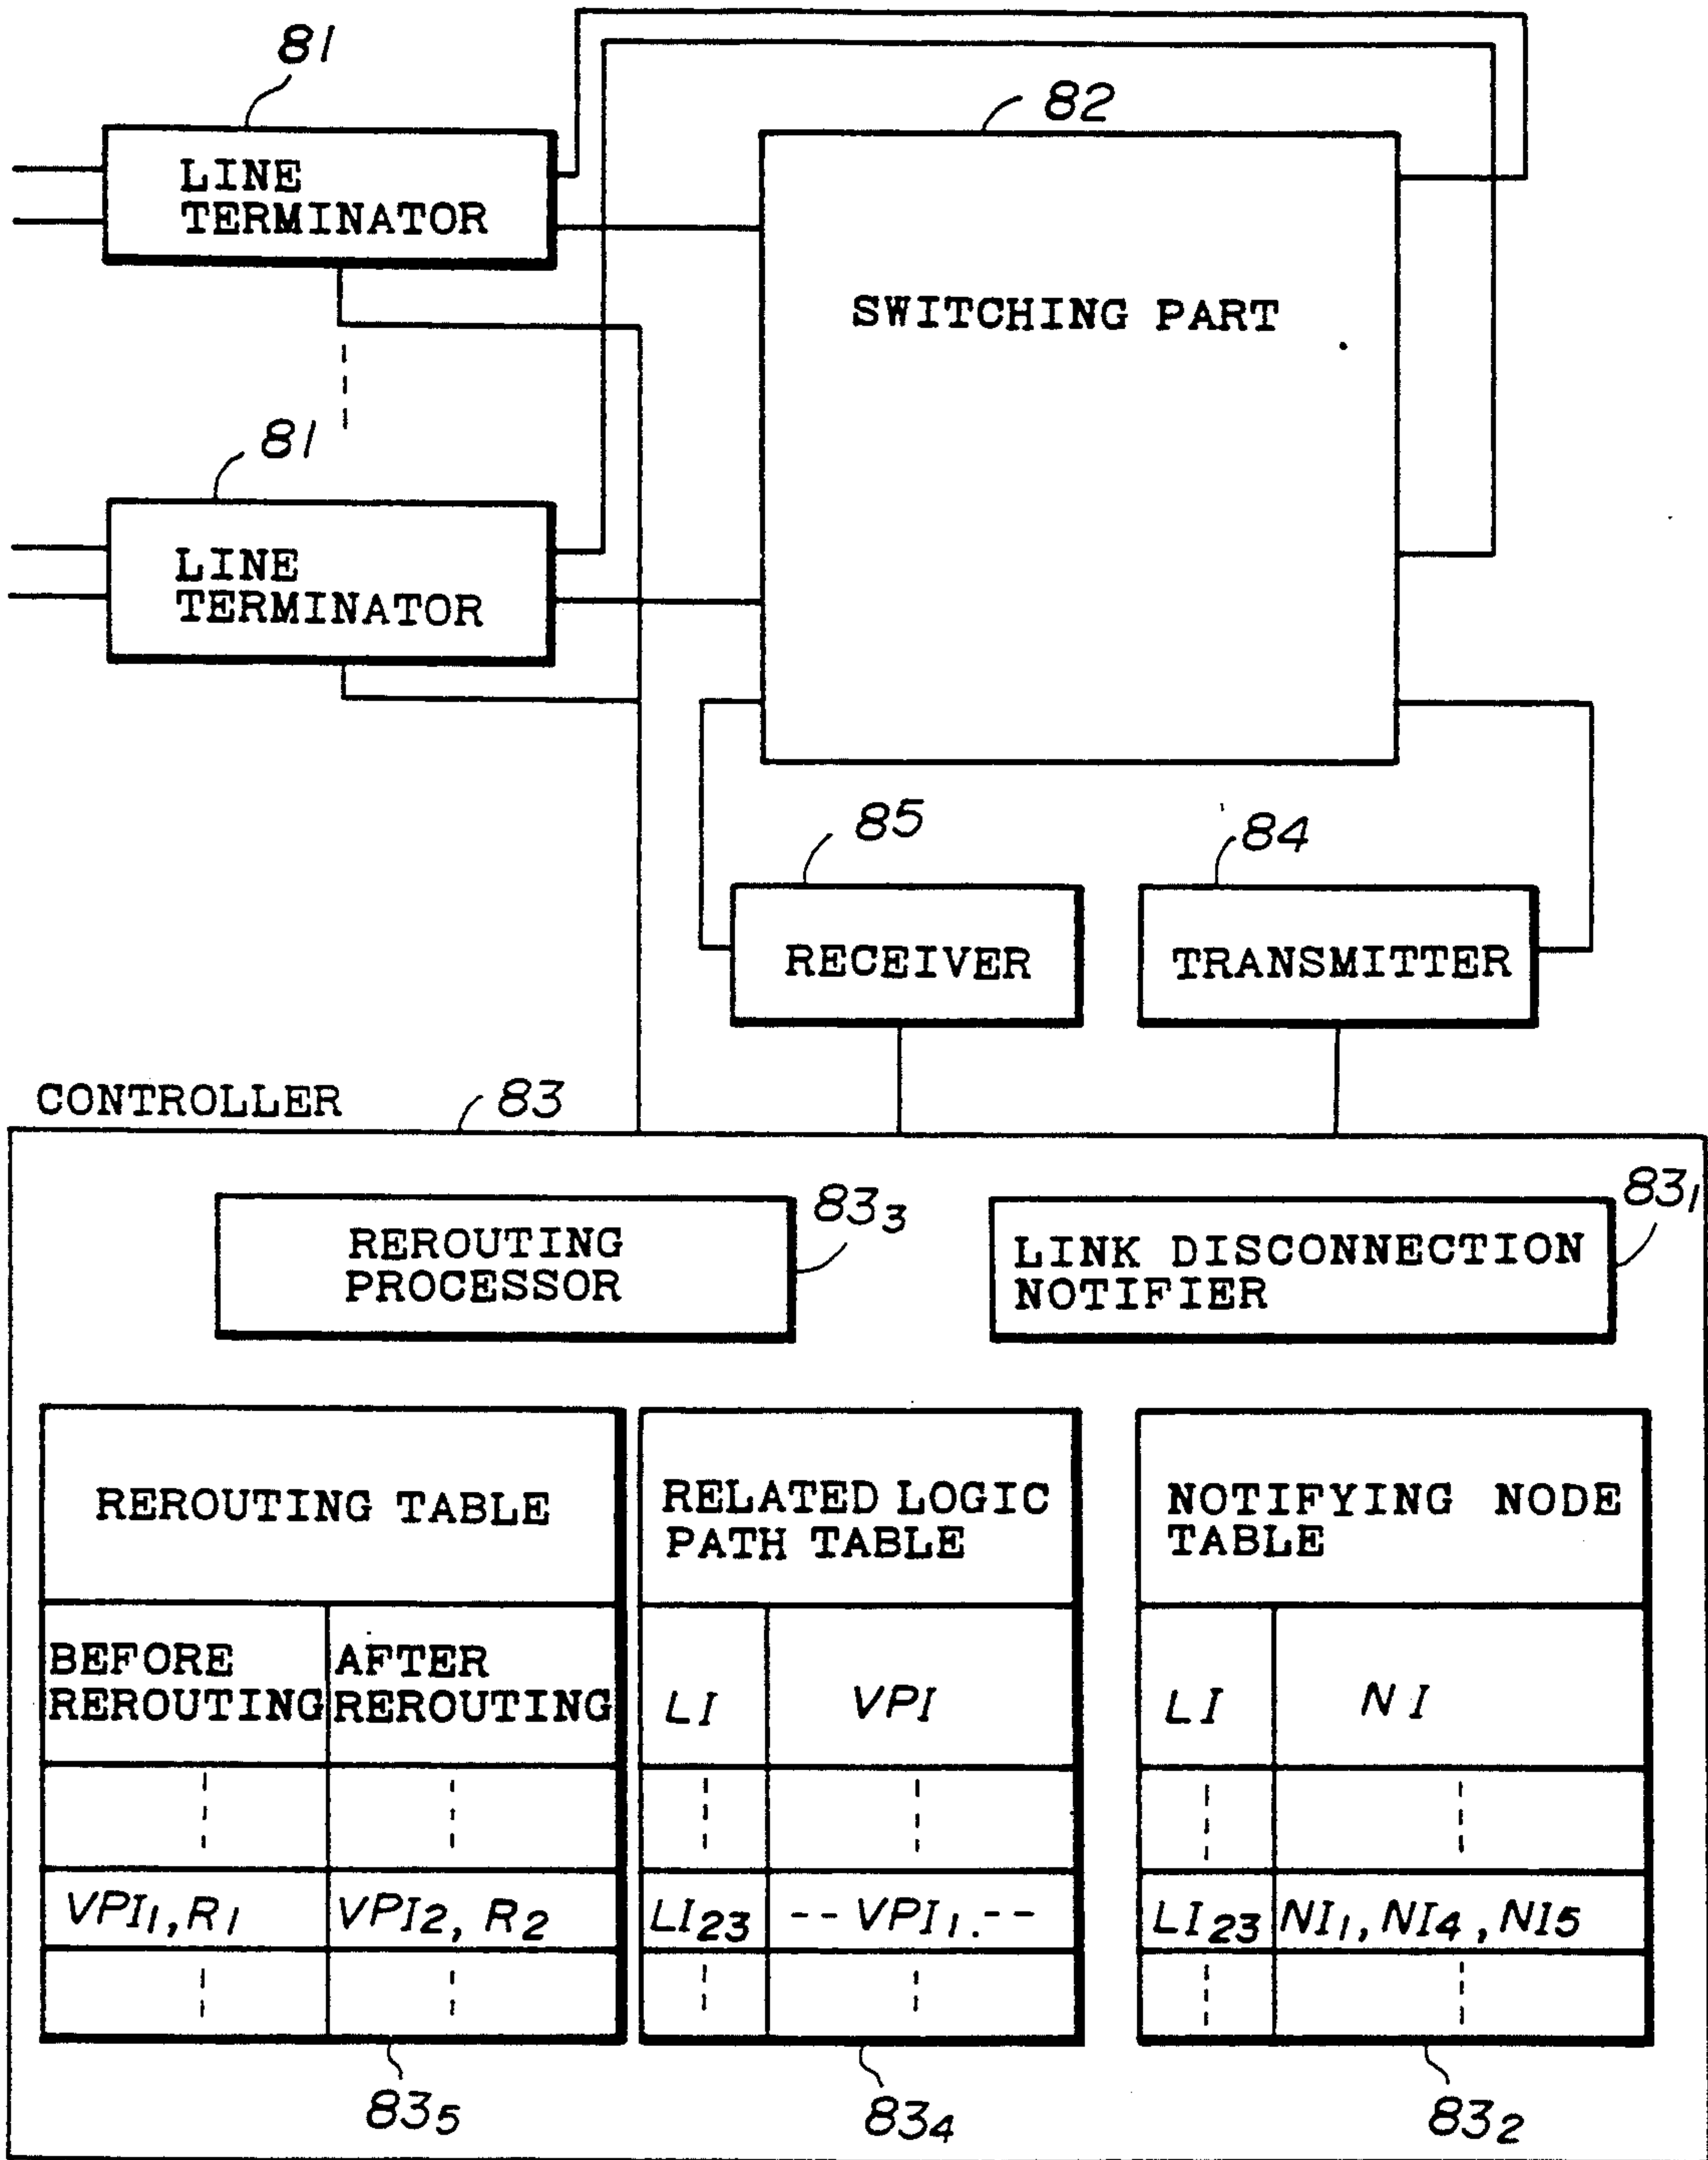 81
82
LINE
TERMINATOR
SWITCHING PART
81
LINE
TERMINATOR
85
84
RECEIVER
TRANSMITTER
CONTROLLER
83
REROUTING
PROCESSOR
83₃
LINK DISCONNECTION
NOTIFIER
83₁
REROUTING TABLE
BEFORE
REROUTING
AFTER
REROUTING
VPI₁, R₁
VPI₂, R₂
83₅
RELATED LOGIC
PATH TABLE
LI
VPI
LI₂₃
-- VPI₁. --
83₄
NOTIFYING NODE
TABLE
LI
NI
LI₂₃
NI₁, NI₄, NI₅
83₂